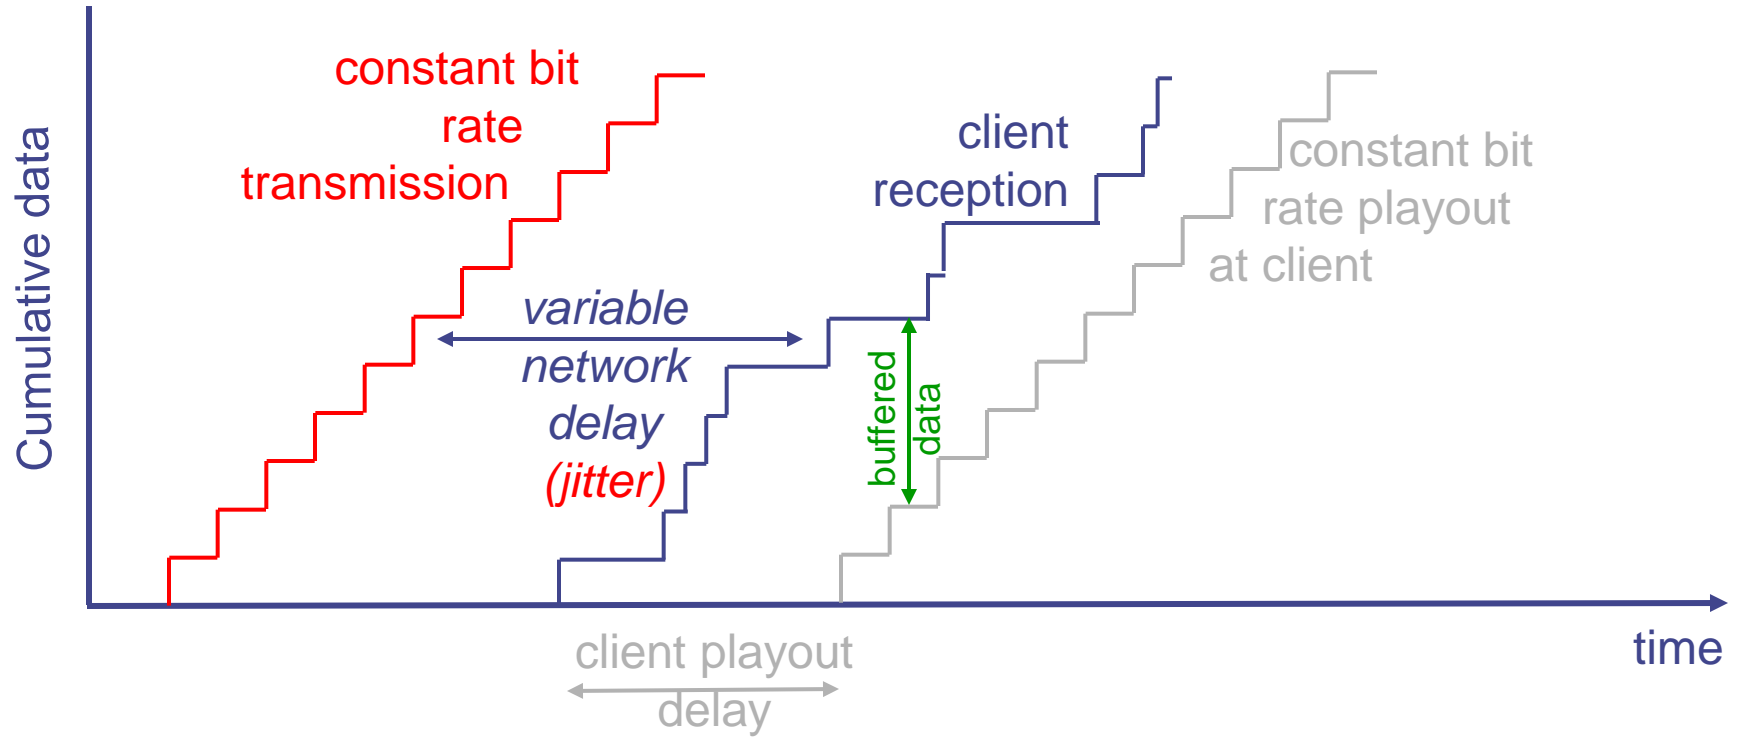 constant bit
rate
transmission
Cumulative data
variable
network
delay
(jitter)
client
reception
buffered
data
constant bit
rate playout
at client
client playout
delay
time